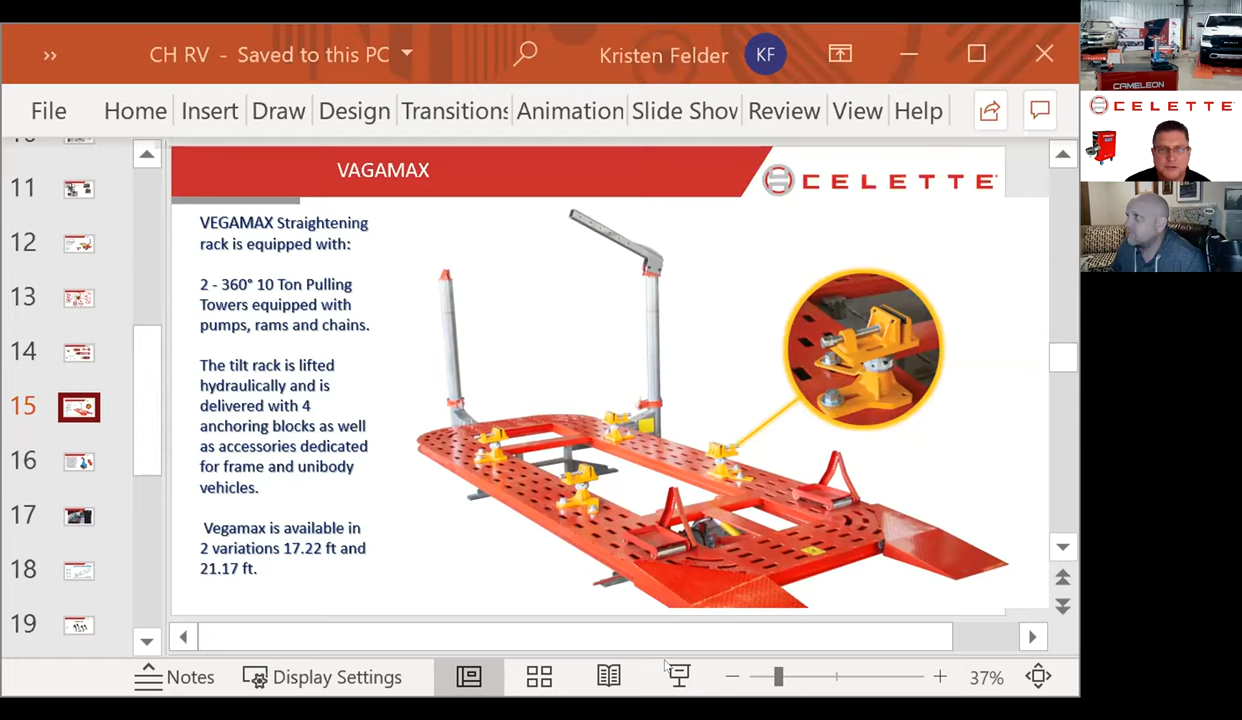 CH RV - Saved to this PC
Kristen Felder
KF
File
Home
Insert
Draw
Design
Transitions
Animation
Slide Shov
Review
View
Help
11
12
13
14
15
16
17
18
19
VAGAMAX
CELETTE
VEGAMAX Straightening
rack is equipped with:
2 - 360° 10 Ton Pulling
Towers equipped with
pumps, rams and chains.
The tilt rack is lifted
hydraulically and is
delivered with 4
anchoring blocks as well
as accessories dedicated
for frame and unibody
vehicles.
Vegamax is available in
2 variations 17.22 ft and
21.17 ft.
Notes
Display Settings
37%
CAMELEON
CELETTE